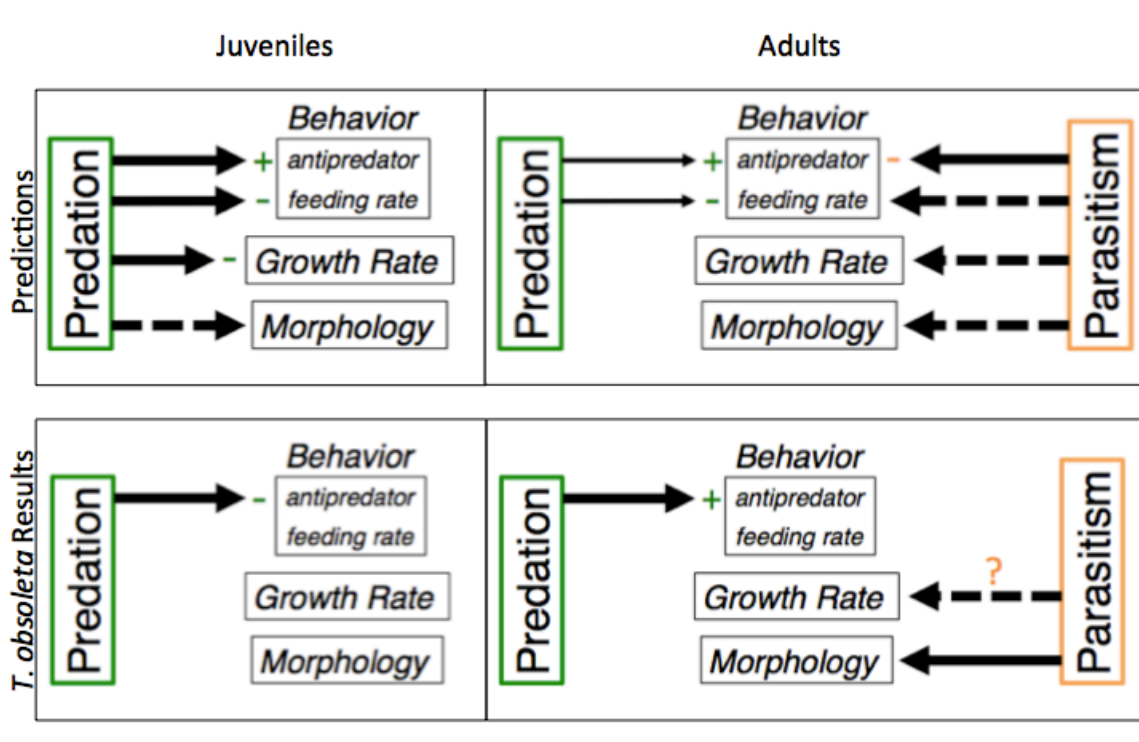 Juveniles
Adults
Predictions
Predation
Behavior
+ antipredator
- feeding rate
- Growth Rate
Morphology
Predation
Behavior
+ antipredator -
- feeding rate
Growth Rate
Morphology
Parasitism
T. obsoleta Results
Predation
Behavior
- antipredator
feeding rate
Growth Rate
Morphology
Predation
Behavior
+ antipredator
feeding rate
?
Growth Rate
Morphology
Parasitism